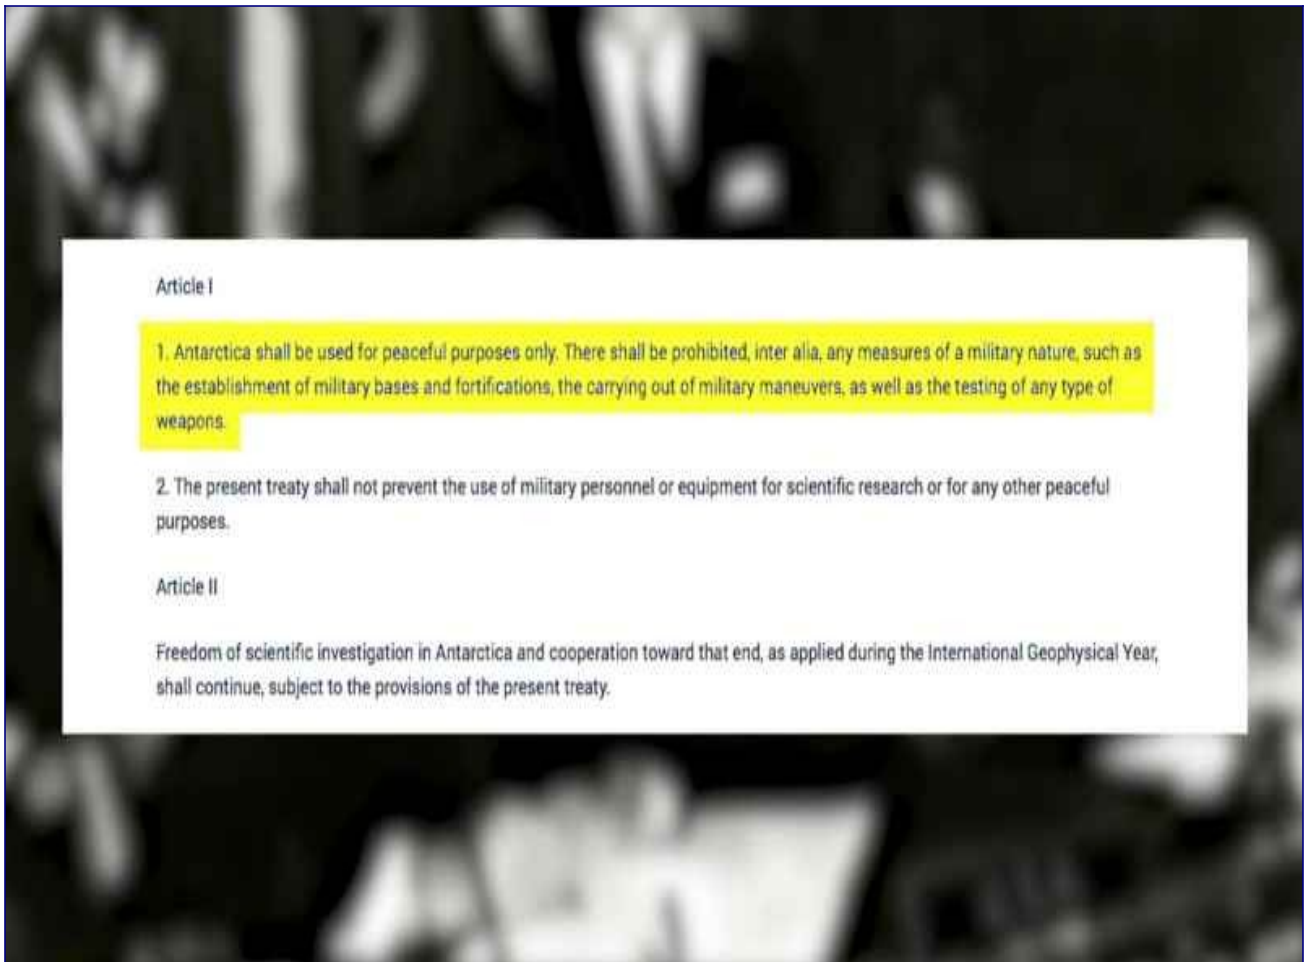 Article I
1. Antarctica shall be used for peaceful purposes only. There shall be prohibited, inter alia, any measures of a military nature, such as
the establishment of military bases and fortifications, the carrying out of military maneuvers, as well as the testing of any type of
weapons.
2. The present treaty shall not prevent the use of military personnel or equipment for scientific research or for any other peaceful
purposes.
Article II
Freedom of scientific investigation in Antarctica and cooperation toward that end, as applied during the International Geophysical Year,
shall continue, subject to the provisions of the present treaty.